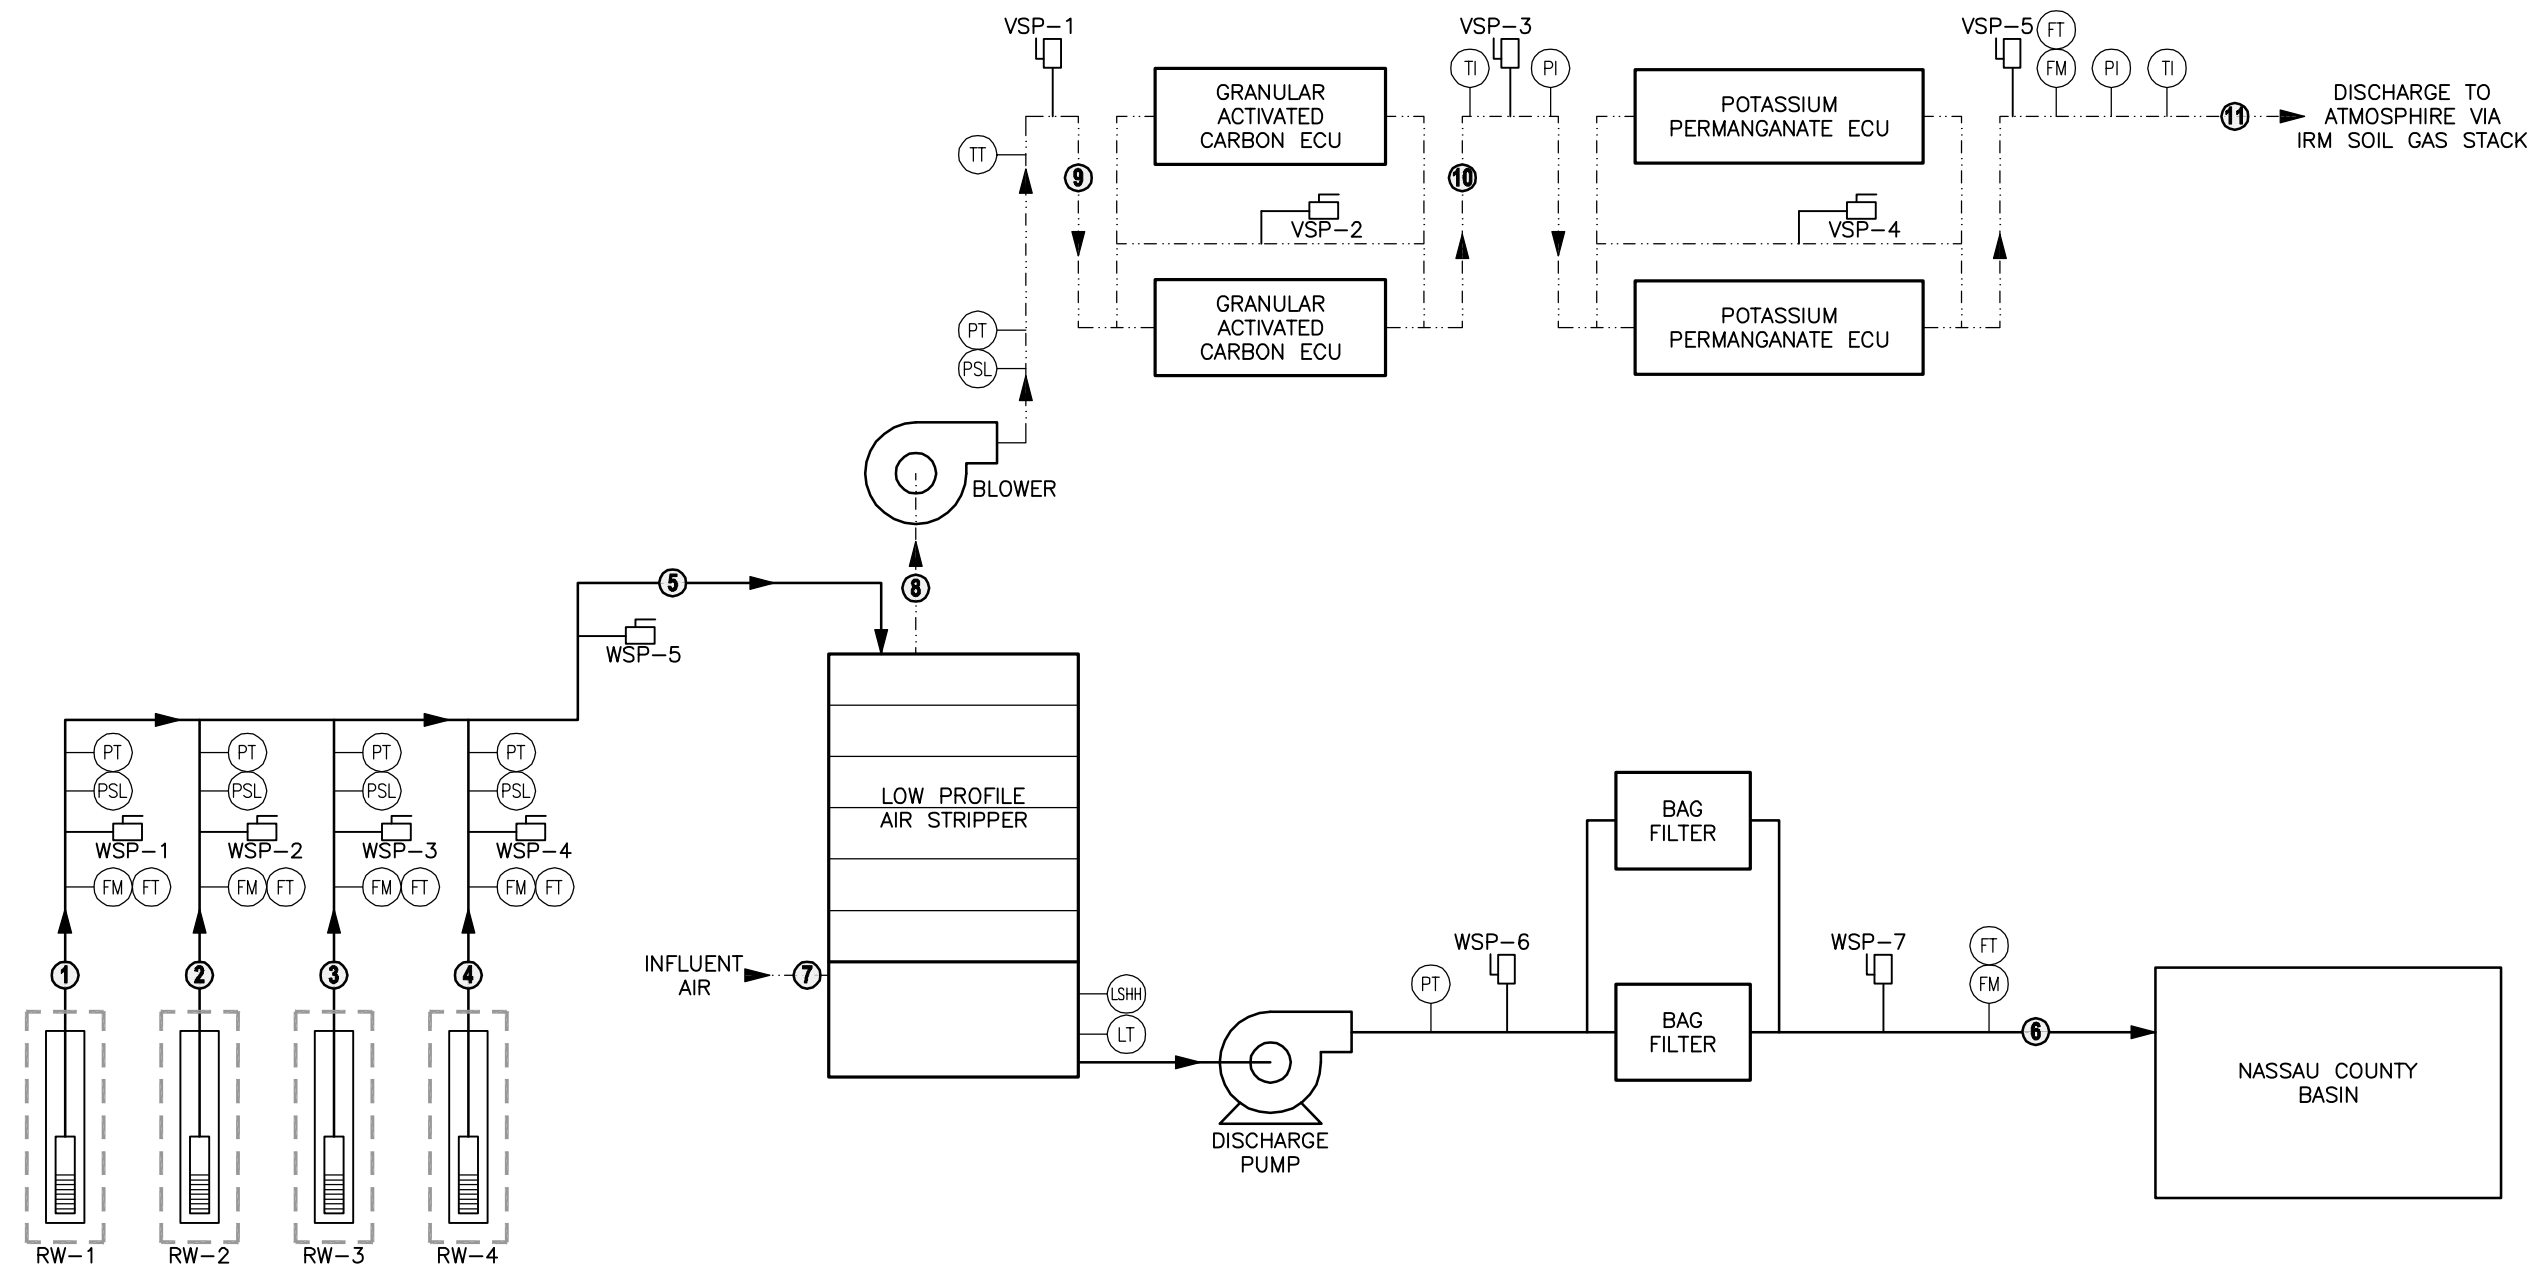 VSP-1
VSP-3
VSP-5
FT
TI
PI
FM
PI
TI
GRANULAR
ACTIVATED
CARBON ECU
POTASSIUM
PERMANGANATE ECU
11
DISCHARGE TO
ATMOSPHIRE VIA
IRM SOIL GAS STACK
TT
9
10
VSP-2
VSP-4
PT
PSL
GRANULAR
ACTIVATED
CARBON ECU
POTASSIUM
PERMANGANATE ECU
BLOWER
5
8
WSP-5
PT
PT
PT
PT
PSL
PSL
PSL
PSL
WSP-1
WSP-2
WSP-3
WSP-4
FM FT
FM FT
FM FT
FM FT
LOW PROFILE
AIR STRIPPER
BAG
FILTER
1
2
3
4
INFLUENT
AIR
7
LSHH
LT
PT
WSP-6
BAG
FILTER
WSP-7
FT
FM
6
NASSAU COUNTY
BASIN
DISCHARGE
PUMP
RW-1
RW-2
RW-3
RW-4